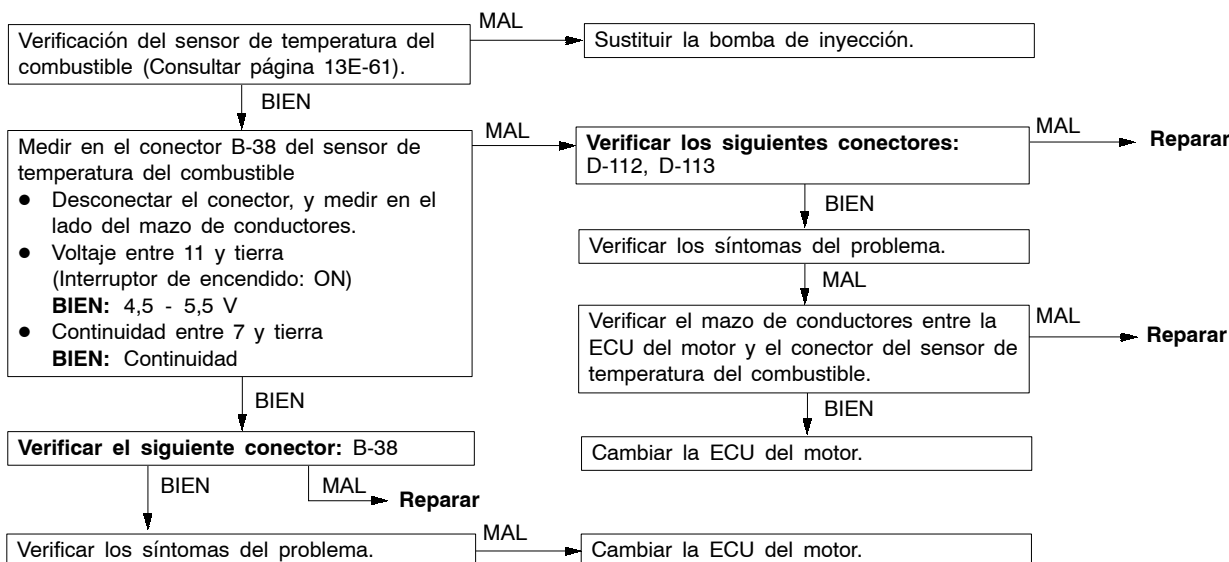 Verificación del sensor de temperatura del
combustible (Consultar página 13E-61).
MAL
Sustituir la bomba de inyección.
BIEN
Medir en el conector B-38 del sensor de
temperatura del combustible
● Desconectar el conector, y medir en el
lado del mazo de conductores.
● Voltaje entre 11 y tierra
(Interruptor de encendido: ON)
BIEN: 4,5 - 5,5 V
● Continuidad entre 7 y tierra
BIEN: Continuidad
MAL
Verificar los siguientes conectores:
D-112, D-113
MAL
Reparar
BIEN
Verificar los síntomas del problema.
MAL
Verificar el mazo de conductores entre la
ECU del motor y el conector del sensor de
temperatura del combustible.
MAL
Reparar
BIEN
Cambiar la ECU del motor.
BIEN
Verificar el siguiente conector: B-38
BIEN
MAL
Reparar
Verificar los síntomas del problema.
MAL
Cambiar la ECU del motor.